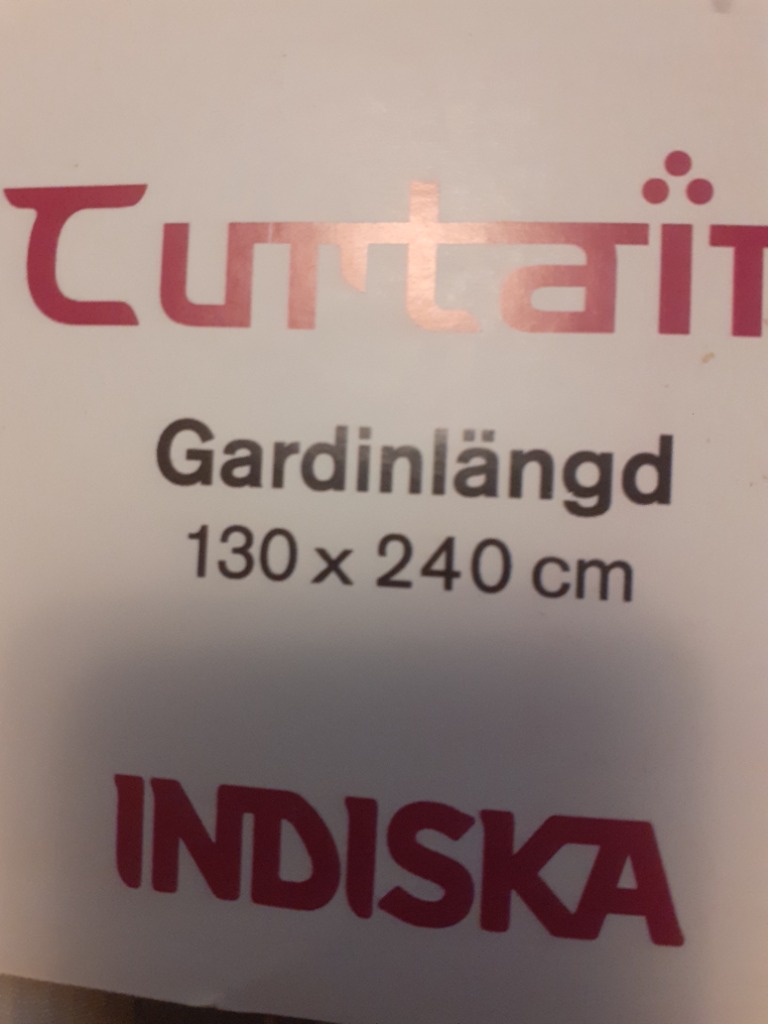 Curtain
Gardinlängd
130 x 240 cm
INDISKA